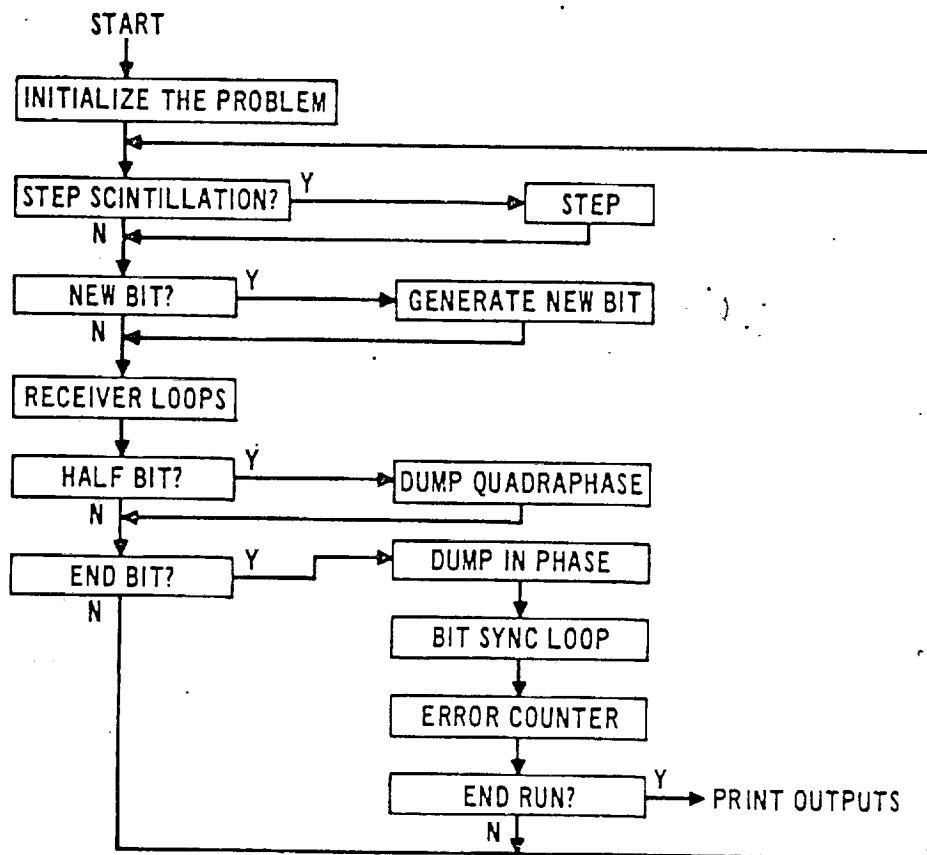 START
INITIALIZE THE PROBLEM
STEP SCINTILLATION?
Y
STEP
N
NEW BIT?
Y
GENERATE NEW BIT
N
RECEIVER LOOPS
HALF BIT?
Y
DUMP QUADRAPHASE
N
END BIT?
Y
DUMP IN PHASE
N
BIT SYNC LOOP
ERROR COUNTER
END RUN?
Y
PRINT OUTPUTS
N